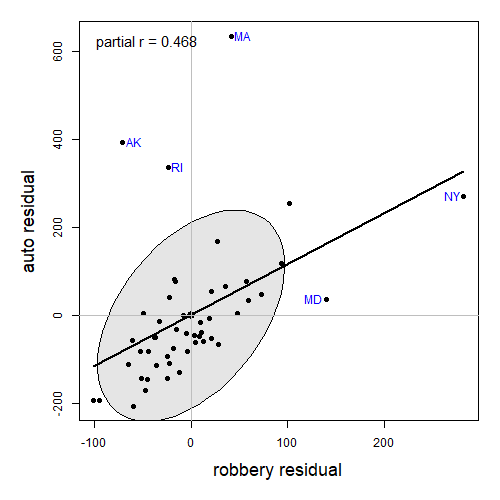 partial r = 0.468
MA
AK
RI
NY
MD
auto residual
600
400
200
0
-200
-100
0
100
200
robbery residual